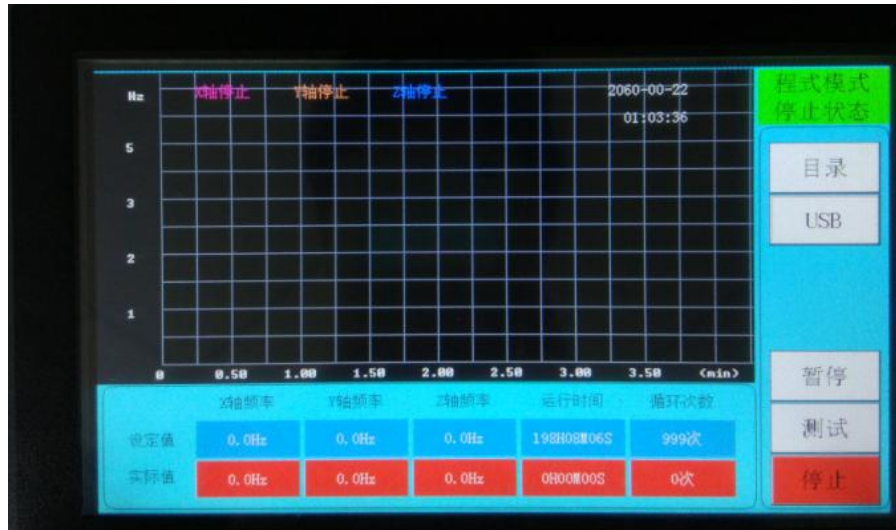 Hz
X轴停止 Y轴停止 Z轴停止 2060-00-22
01:03:36
5
3
2
1
0 0.50 1.00 1.50 2.00 2.50 3.00 3.50 (min)
X轴频率 Y轴频率 Z轴频率 运行时间 循环次数
设定值 0.0Hz 0.0Hz 0.0Hz 198H08M06S 999次
实际值 0.0Hz 0.0Hz 0.0Hz 0H00M00S 0次
程式模式
停止状态
目录
USB
暂停
测试
停止